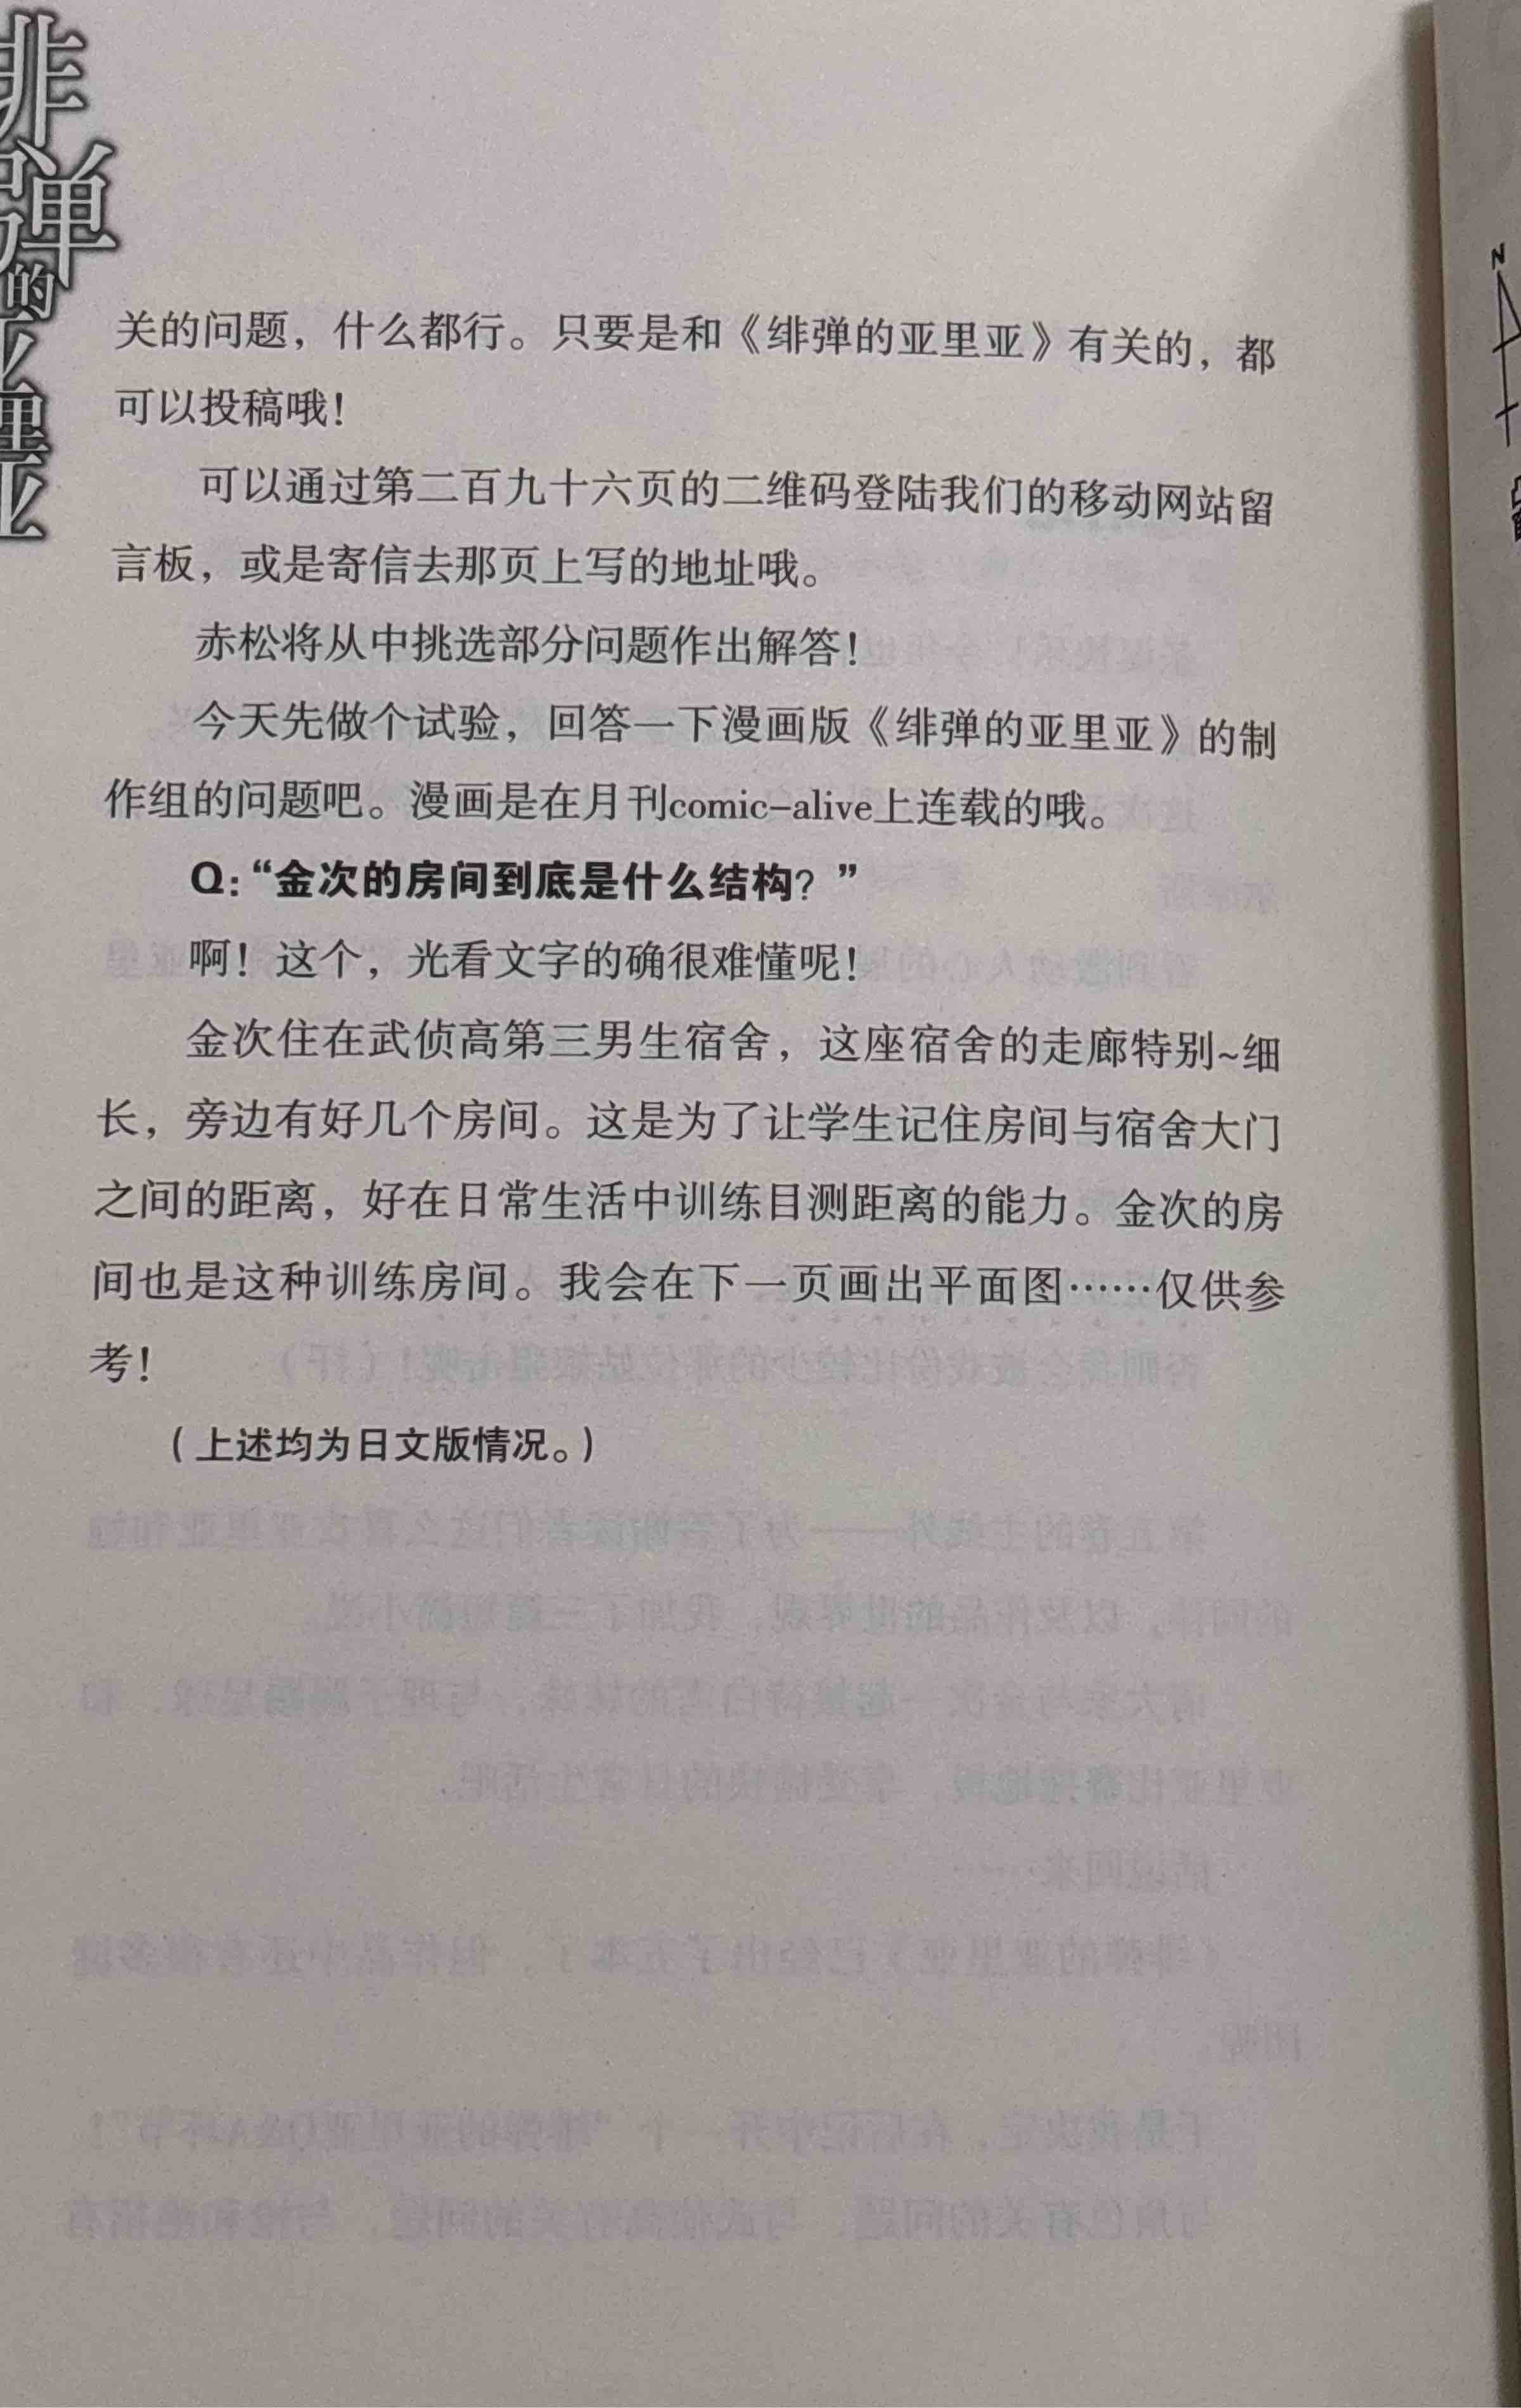 绯弹的亚里亚
关的问题，什么都行。只要是和《绯弹的亚里亚》有关的，都
可以投稿哦！
可以通过第二百九十六页的二维码登陆我们的移动网站留
言板，或是寄信去那页上写的地址哦。
赤松将从中挑选部分问题作出解答！
今天先做个试验，回答一下漫画版《绯弹的亚里亚》的制
作组的问题吧。漫画是在月刊comic-alive上连载的哦。
Q：“金次的房间到底是什么结构？”
啊！这个，光看文字的确很难懂呢！
金次住在武侦高第三男生宿舍，这座宿舍的走廊特别~细
长，旁边有好几个房间。这是为了让学生记住房间与宿舍大门
之间的距离，好在日常生活中训练目测距离的能力。金次的房
间也是这种训练房间。我会在下一页画出平面图……仅供参
考！
（上述均为日文版情况。）
N